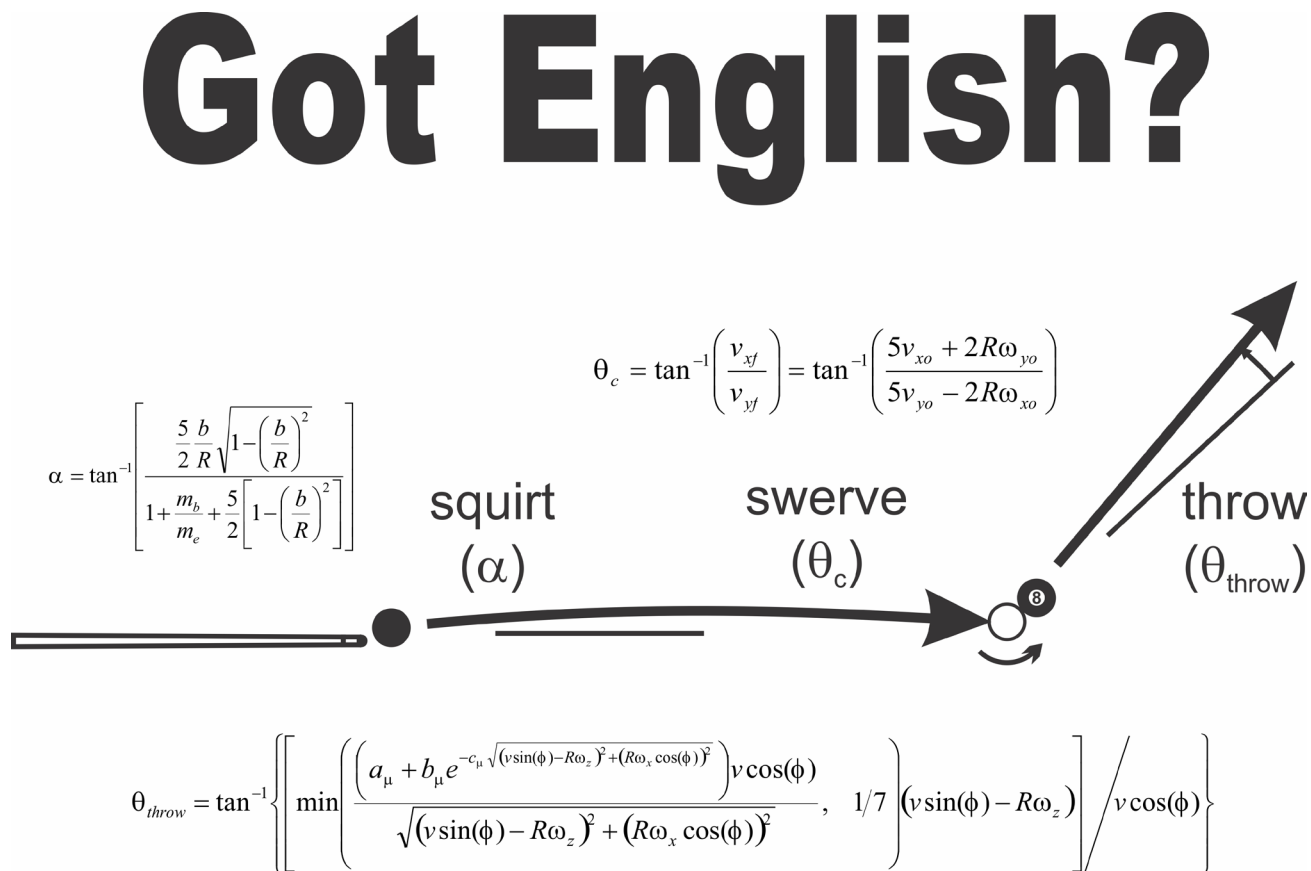 Got English?
θ_c = tan⁻¹(v_xf / v_yf) = tan⁻¹((5v_xo + 2Rω_yo) / (5v_yo − 2Rω_xo))
α = tan⁻¹[(5/2 b/R √(1−(b/R)²)) / (1+m_b/m_e+5/2[1−(b/R)²])]
squirt
(α)
swerve
(θ_c)
throw
(θ_throw)
8
θ_throw = tan⁻¹{[min(((a_μ + b_μ e^(−c_μ √((v sin(ϕ)−Rω_z)²+(Rω_x cos(ϕ))²))) v cos(ϕ)) / √((v sin(ϕ)−Rω_z)²+(Rω_x cos(ϕ))²), 1/7)(v sin(ϕ)−Rω_z)] / v cos(ϕ)}